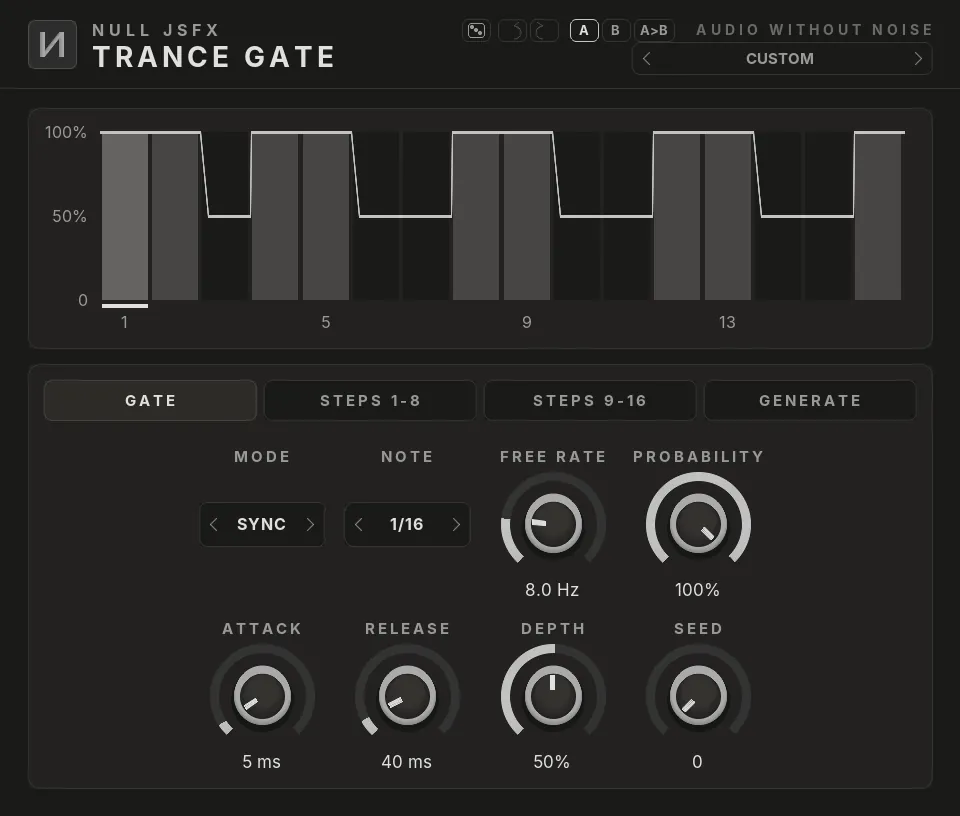 NULL JSFX
TRANCE GATE
A B A>B AUDIO WITHOUT NOISE
CUSTOM
100%
50%
0
1 5 9 13
GATE STEPS 1-8 STEPS 9-16 GENERATE
MODE NOTE FREE RATE PROBABILITY
SYNC 1/16
8.0 Hz 100%
ATTACK RELEASE DEPTH SEED
5 ms 40 ms 50% 0